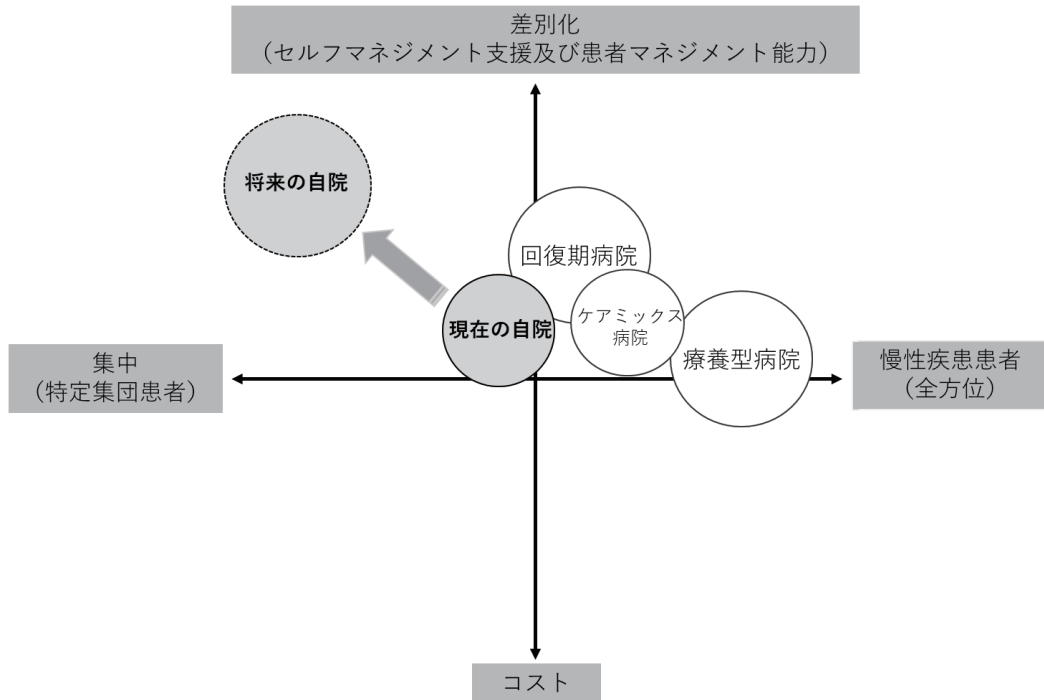 差別化
（セルフマネジメント支援及び患者マネジメント能力）
将来の自院
回復期病院
現在の自院
ケアミックス
病院
療養型病院
集中
（特定集団患者）
慢性疾患患者
（全方位）
コスト